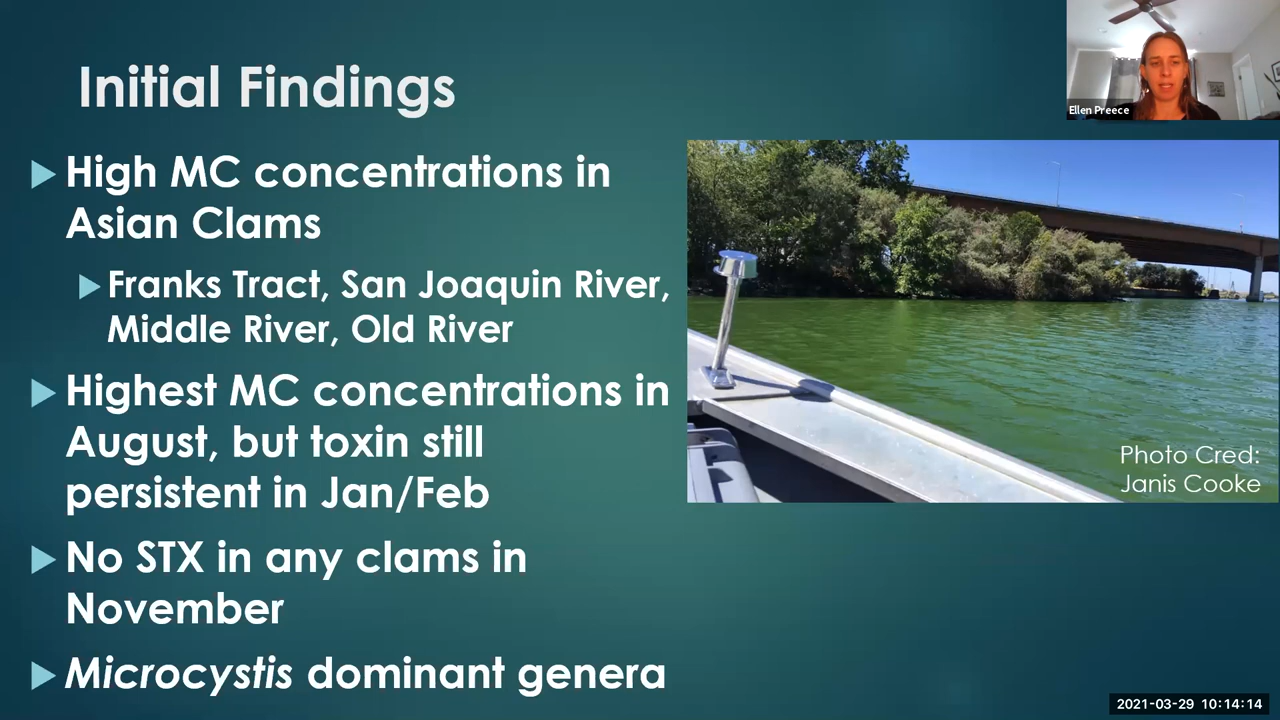 Initial Findings
Ellen Preece
High MC concentrations in
Asian Clams
Franks Tract, San Joaquin River,
Middle River, Old River
Highest MC concentrations in
August, but toxin still
persistent in Jan/Feb
No STX in any clams in
November
Microcystis dominant genera
Photo Cred:
Janis Cooke
2021-03-29 10:14:14